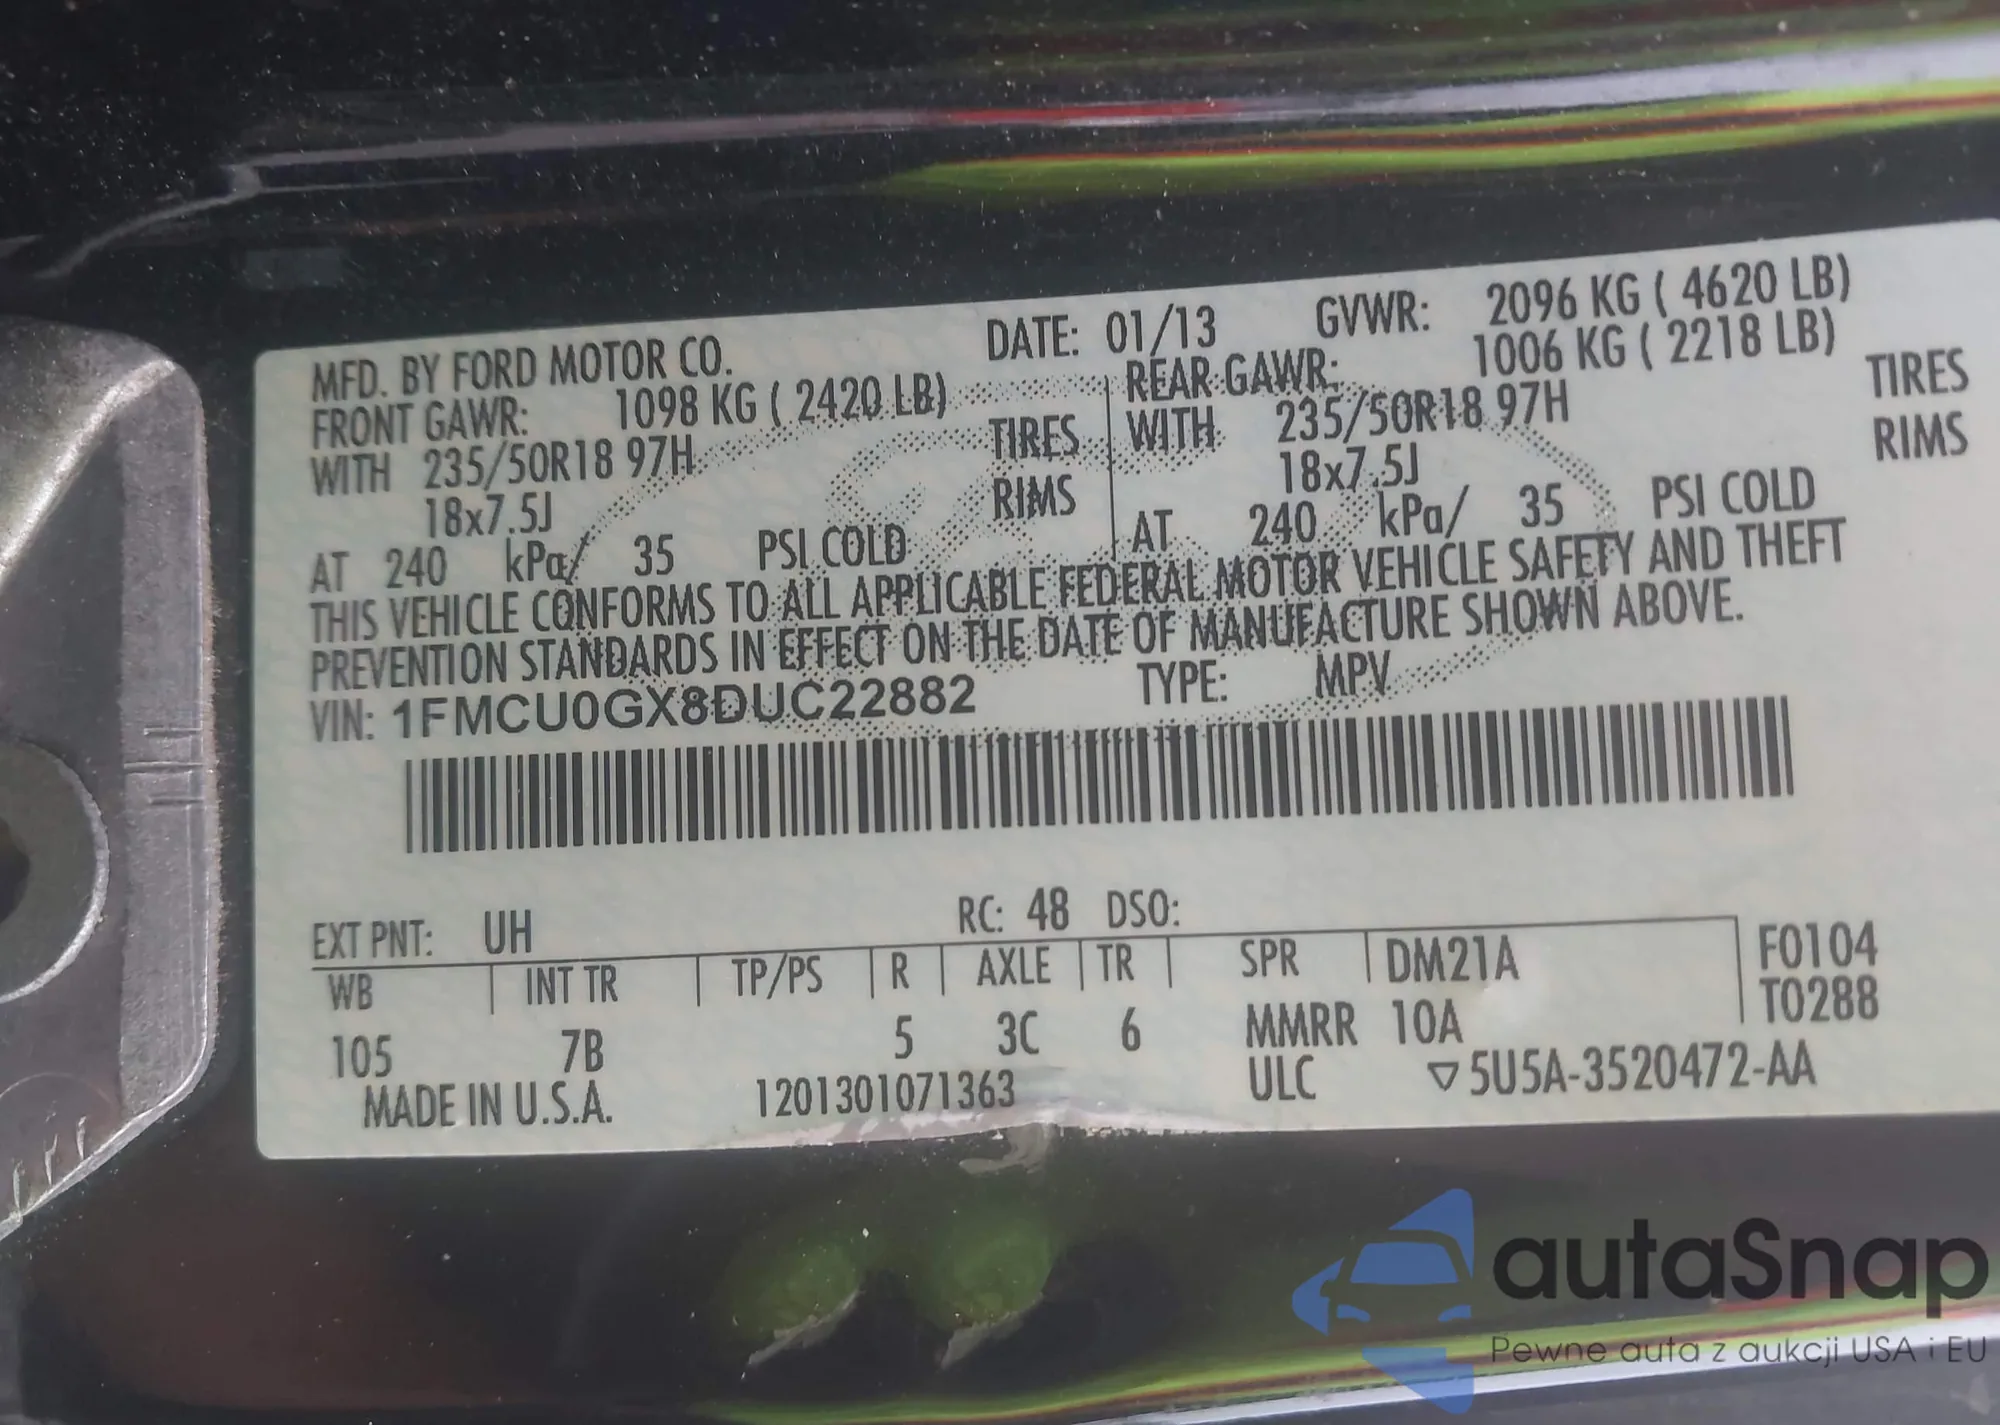 MFD. BY FORD MOTOR CO. DATE: 01/13 GVWR: 2096 KG ( 4620 LB)
FRONT GAWR: 1098 KG ( 2420 LB) REAR GAWR: 1006 KG ( 2218 LB)
WITH 235/50R18 97H TIRES WITH 235/50R18 97H TIRES
18x7.5J RIMS 18x7.5J RIMS
AT 240 kPa/ 35 PSI COLD AT 240 kPa/ 35 PSI COLD
THIS VEHICLE CONFORMS TO ALL APPLICABLE FEDERAL MOTOR VEHICLE SAFETY AND THEFT
PREVENTION STANDARDS IN EFFECT ON THE DATE OF MANUFACTURE SHOWN ABOVE.
VIN: 1FMCU0GX8DUC22882 TYPE: MPV
EXT PNT: UH RC: 48 DSO:
WB INT TR TP/PS R AXLE TR SPR DM21A F0104
105 7B 5 3C 6 MMRR 10A T0288
MADE IN U.S.A. 1201301071363 ULC ▽5U5A-3520472-AA
autaSnap
Pewne auta z aukcji USA i EU